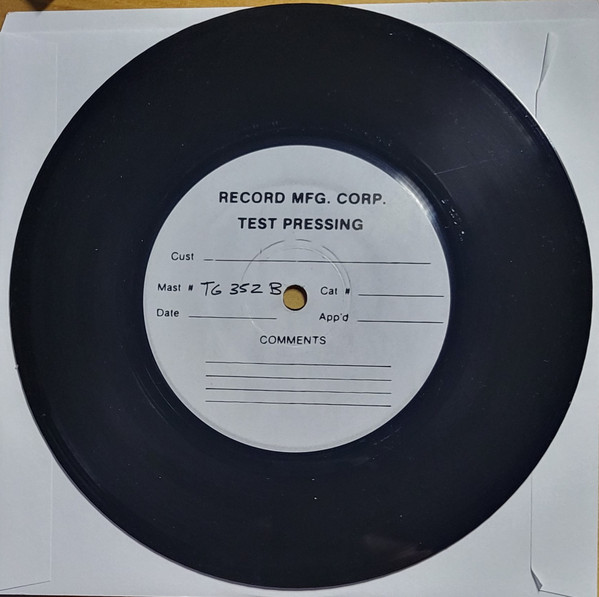 RECORD MFG. CORP.
TEST PRESSING
Cust
Mast # TG 352 B Cat #
Date App'd
COMMENTS